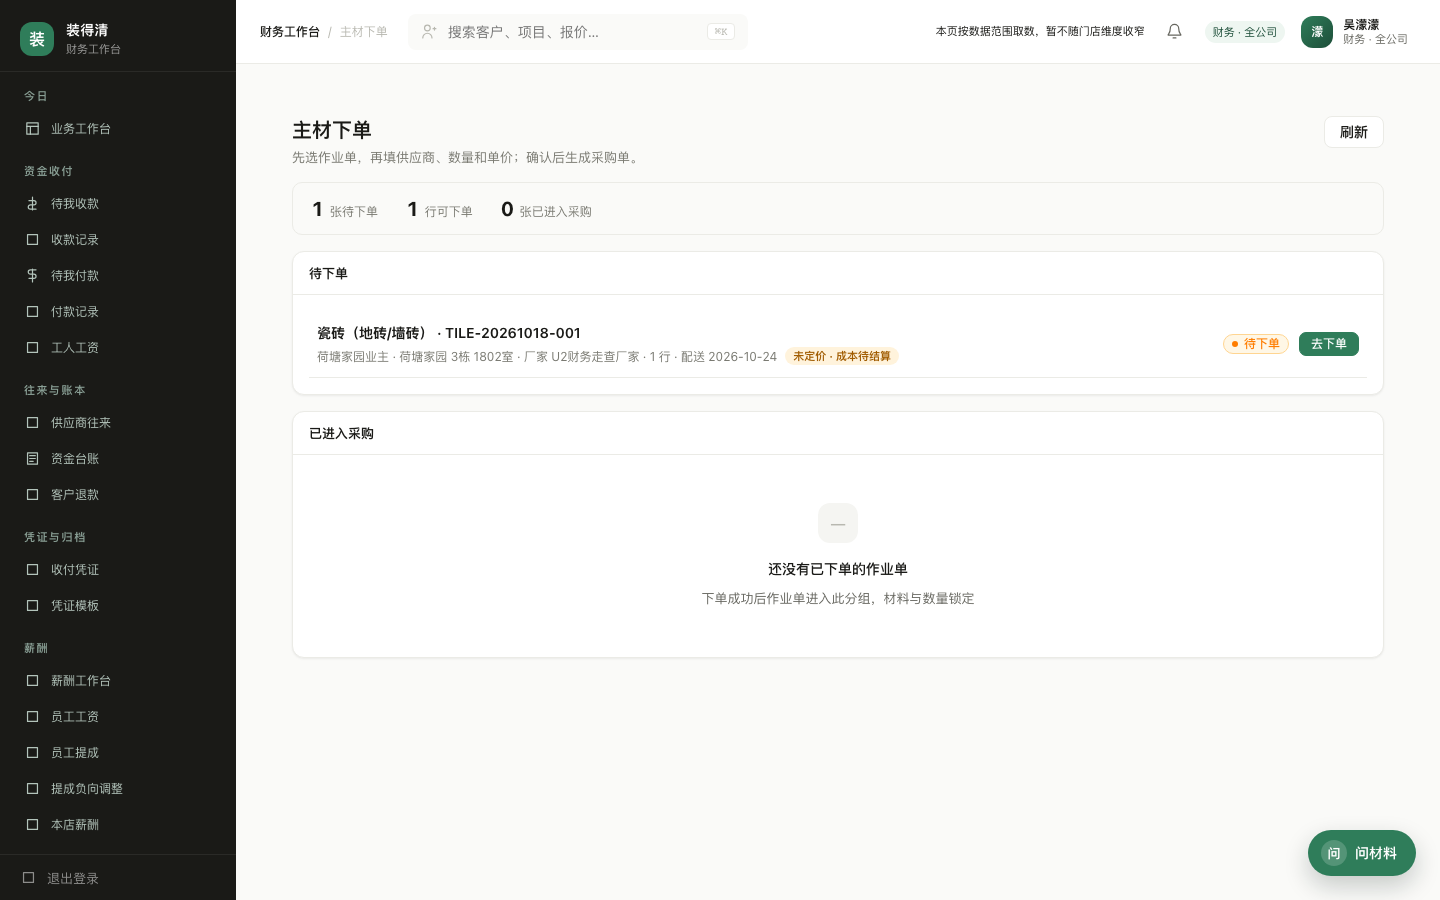 装
装得清
财务工作台
今日
业务工作台
资金收付
待我收款
收款记录
待我付款
付款记录
工人工资
往来与账本
供应商往来
资金台账
客户退款
凭证与归档
收付凭证
凭证模板
薪酬
薪酬工作台
员工工资
员工提成
提成负向调整
本店薪酬
退出登录
财务工作台 / 主材下单
搜索客户、项目、报价... ⌘K
本页按数据范围取数，暂不随门店维度收窄
财务 · 全公司
濛
吴濛濛
财务 · 全公司
主材下单
刷新
先选作业单，再填供应商、数量和单价；确认后生成采购单。
1 张待下单 1 行可下单 0 张已进入采购
待下单
瓷砖（地砖/墙砖） · TILE-20261018-001
荷塘家园业主 · 荷塘家园 3栋 1802室 · 厂家 U2财务走查厂家 · 1 行 · 配送 2026-10-24 未定价 · 成本待结算
待下单 去下单
已进入采购
还没有已下单的作业单
下单成功后作业单进入此分组，材料与数量锁定
问 问材料